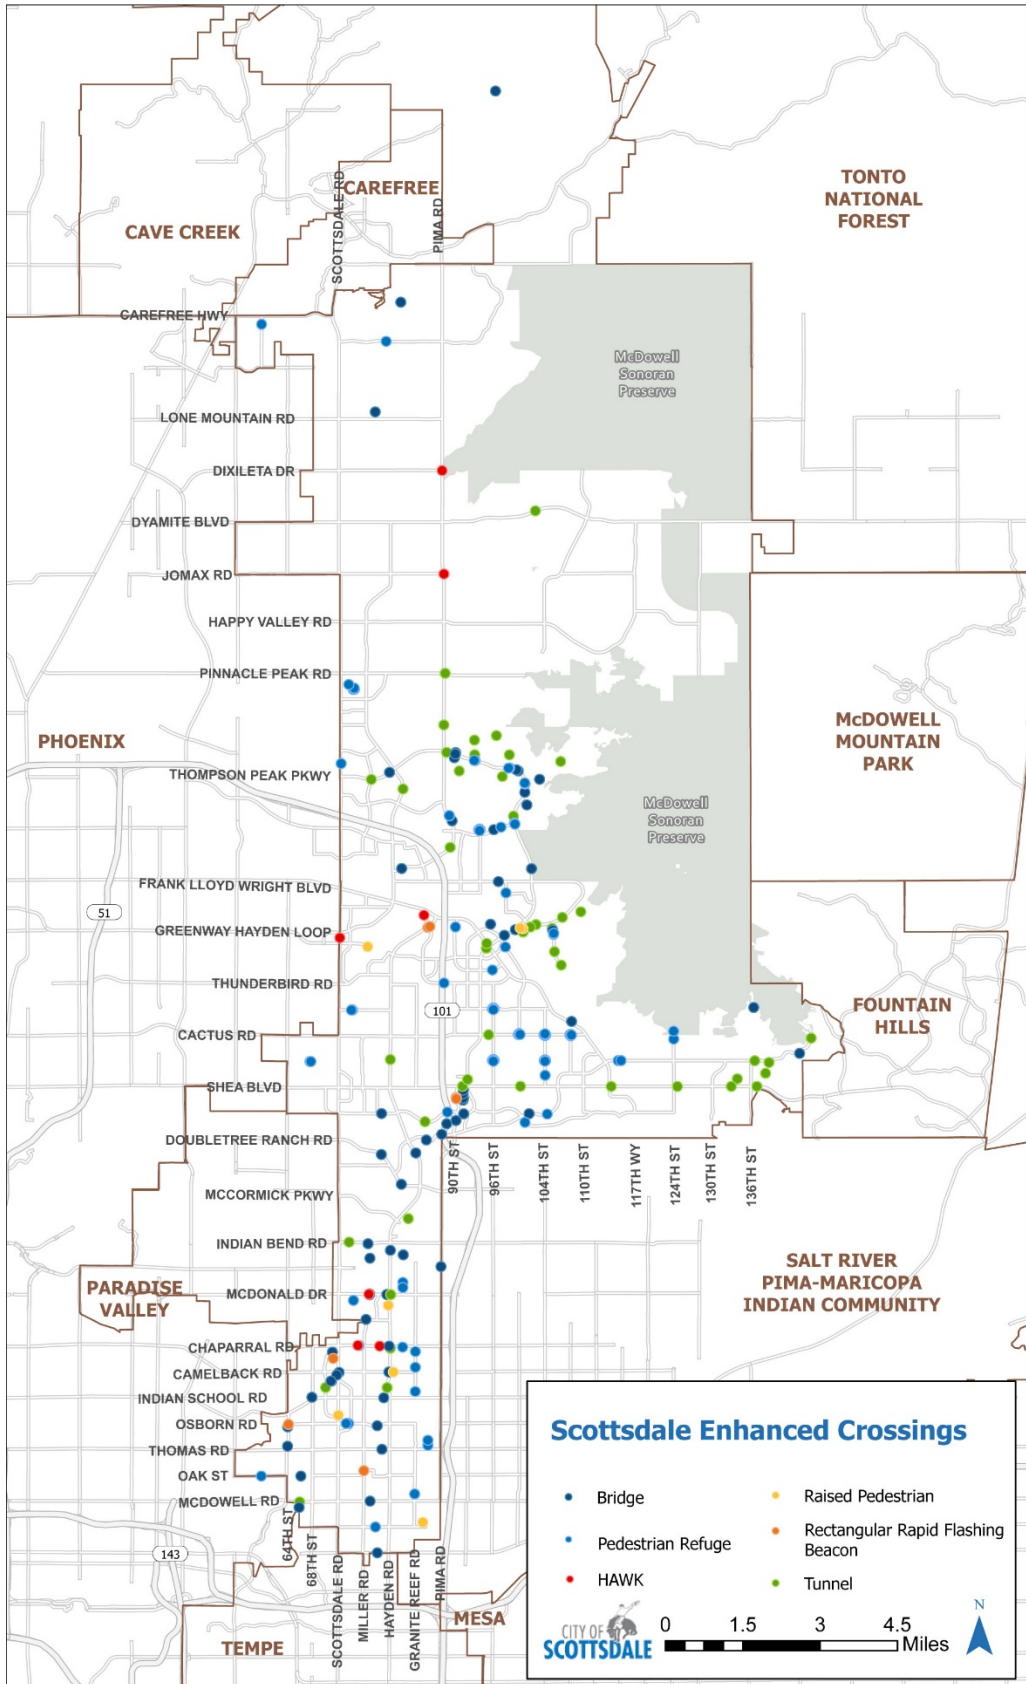 CAREFREE
SCOTTSDALE RD
PIMA RD
TONTO
NATIONAL
FOREST
CAVE CREEK
CAREFREE HWY
McDowell
Sonoran
Preserve
LONE MOUNTAIN RD
DIXILETA DR
DYAMITE BLVD
JOMAX RD
HAPPY VALLEY RD
PINNACLE PEAK RD
PHOENIX
McDOWELL
MOUNTAIN
PARK
THOMPSON PEAK PKWY
McDowell
Sonoran
Preserve
FRANK LLOYD WRIGHT BLVD
51
GREENWAY HAYDEN LOOP
THUNDERBIRD RD
101
FOUNTAIN
HILLS
CACTUS RD
SHEA BLVD
DOUBLETREE RANCH RD
90TH ST
96TH ST
104TH ST
110TH ST
117TH WY
124TH ST
130TH ST
136TH ST
MCCORMICK PKWY
INDIAN BEND RD
PARADISE
VALLEY
MCDONALD DR
SALT RIVER
PIMA-MARICOPA
INDIAN COMMUNITY
CHAPARRAL RD
CAMELBACK RD
INDIAN SCHOOL RD
OSBORN RD
THOMAS RD
OAK ST
MCDOWELL RD
143
64TH ST
68TH ST
SCOTTSDALE RD
MILLER RD
HAYDEN RD
GRANITE REEF RD
PIMA RD
TEMPE
MESA
Scottsdale Enhanced Crossings
Bridge
Pedestrian Refuge
HAWK
Raised Pedestrian
Rectangular Rapid Flashing
Beacon
Tunnel
CITY OF
SCOTTSDALE
0 1.5 3 4.5
Miles
N